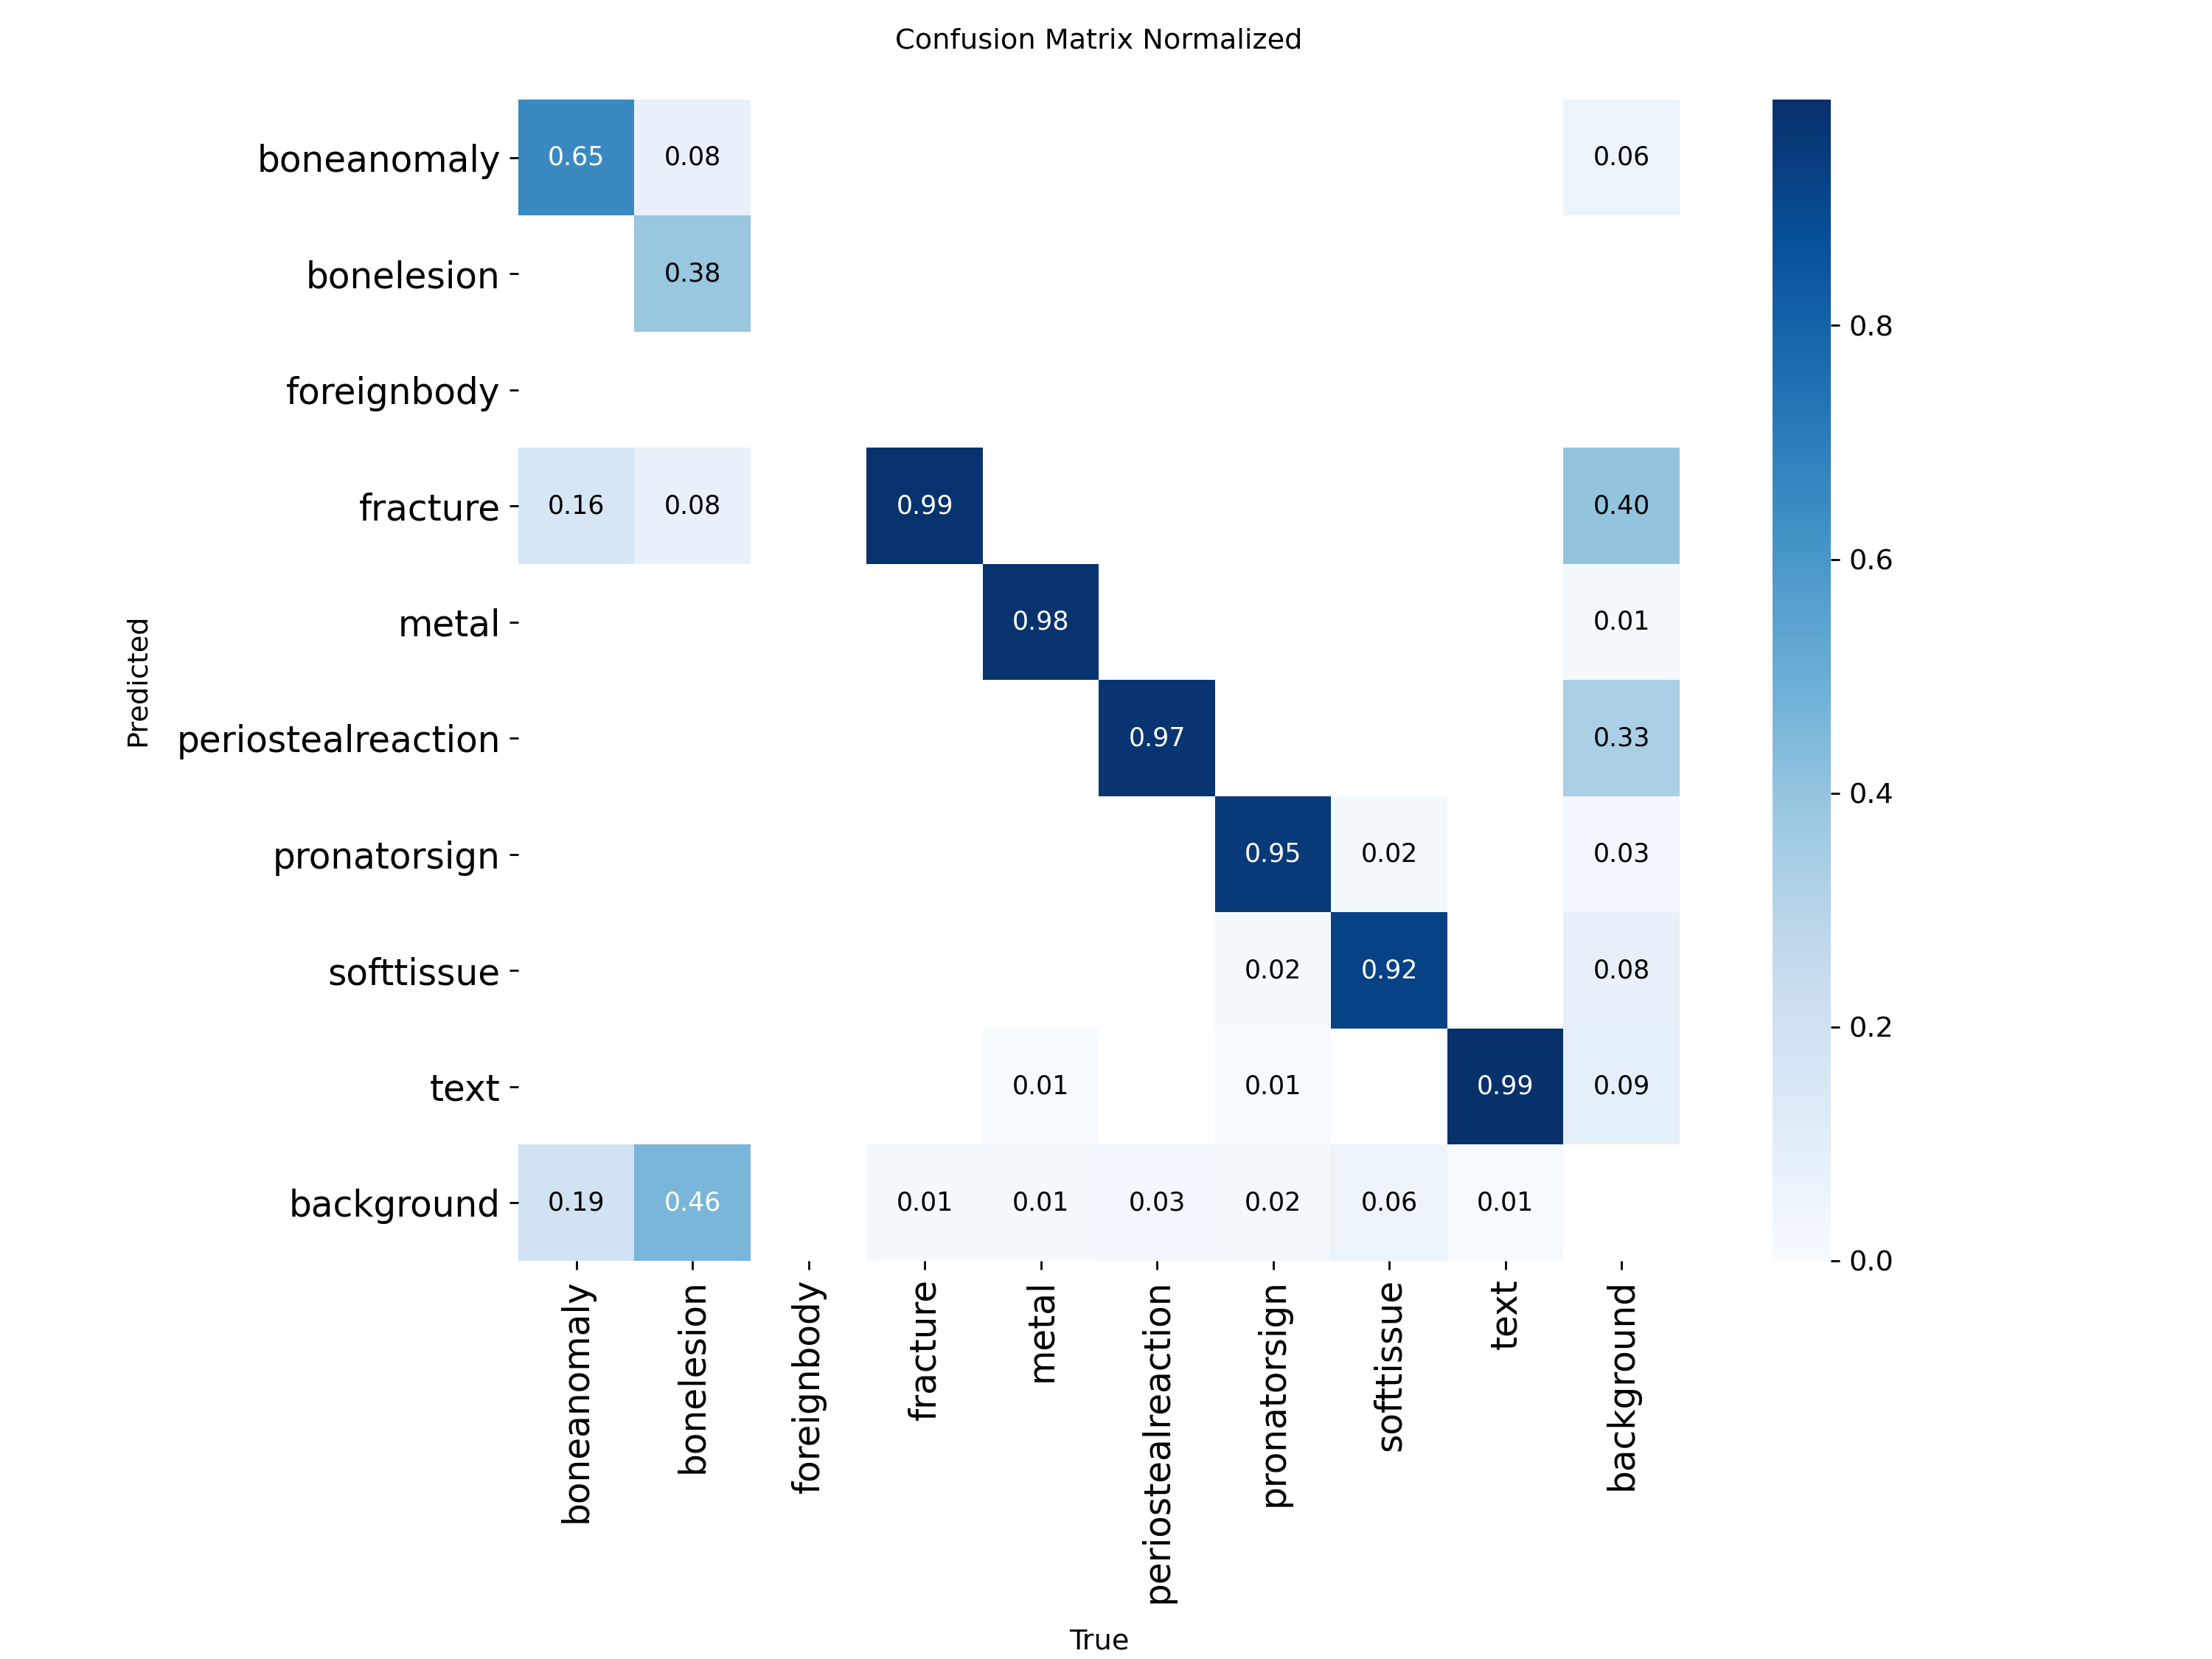 Confusion Matrix Normalized
boneanomaly 0.65 0.08 0.06
bonelesion 0.38
foreignbody
fracture 0.16 0.08 0.99 0.40
metal 0.98 0.01
periostealreaction 0.97 0.33
pronatorsign 0.95 0.02 0.03
softtissue 0.02 0.92 0.08
text 0.01 0.01 0.99 0.09
background 0.19 0.46 0.01 0.01 0.03 0.02 0.06 0.01
Predicted
boneanomaly
bonelesion
foreignbody
fracture
metal
periostealreaction
pronatorsign
softtissue
text
background
True
0.8
0.6
0.4
0.2
0.0